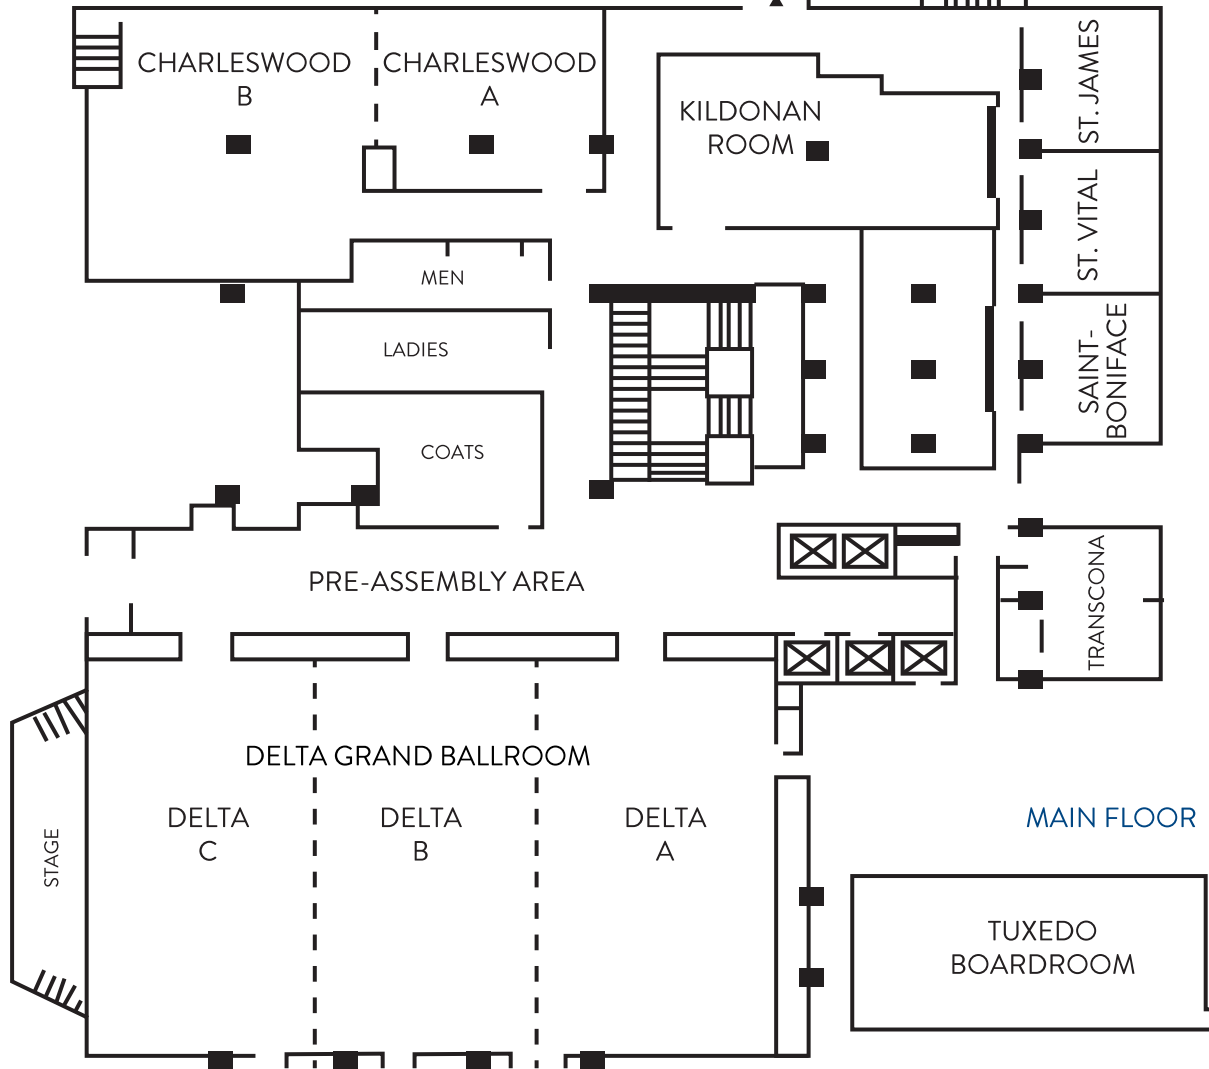 CHARLESWOOD
B
CHARLESWOOD
A
KILDONAN
ROOM
ST. JAMES
ST. VITAL
SAINT-
BONIFACE
MEN
LADIES
COATS
PRE-ASSEMBLY AREA
TRANSCONA
DELTA GRAND BALLROOM
DELTA
C
DELTA
B
DELTA
A
STAGE
MAIN FLOOR
TUXEDO
BOARDROOM